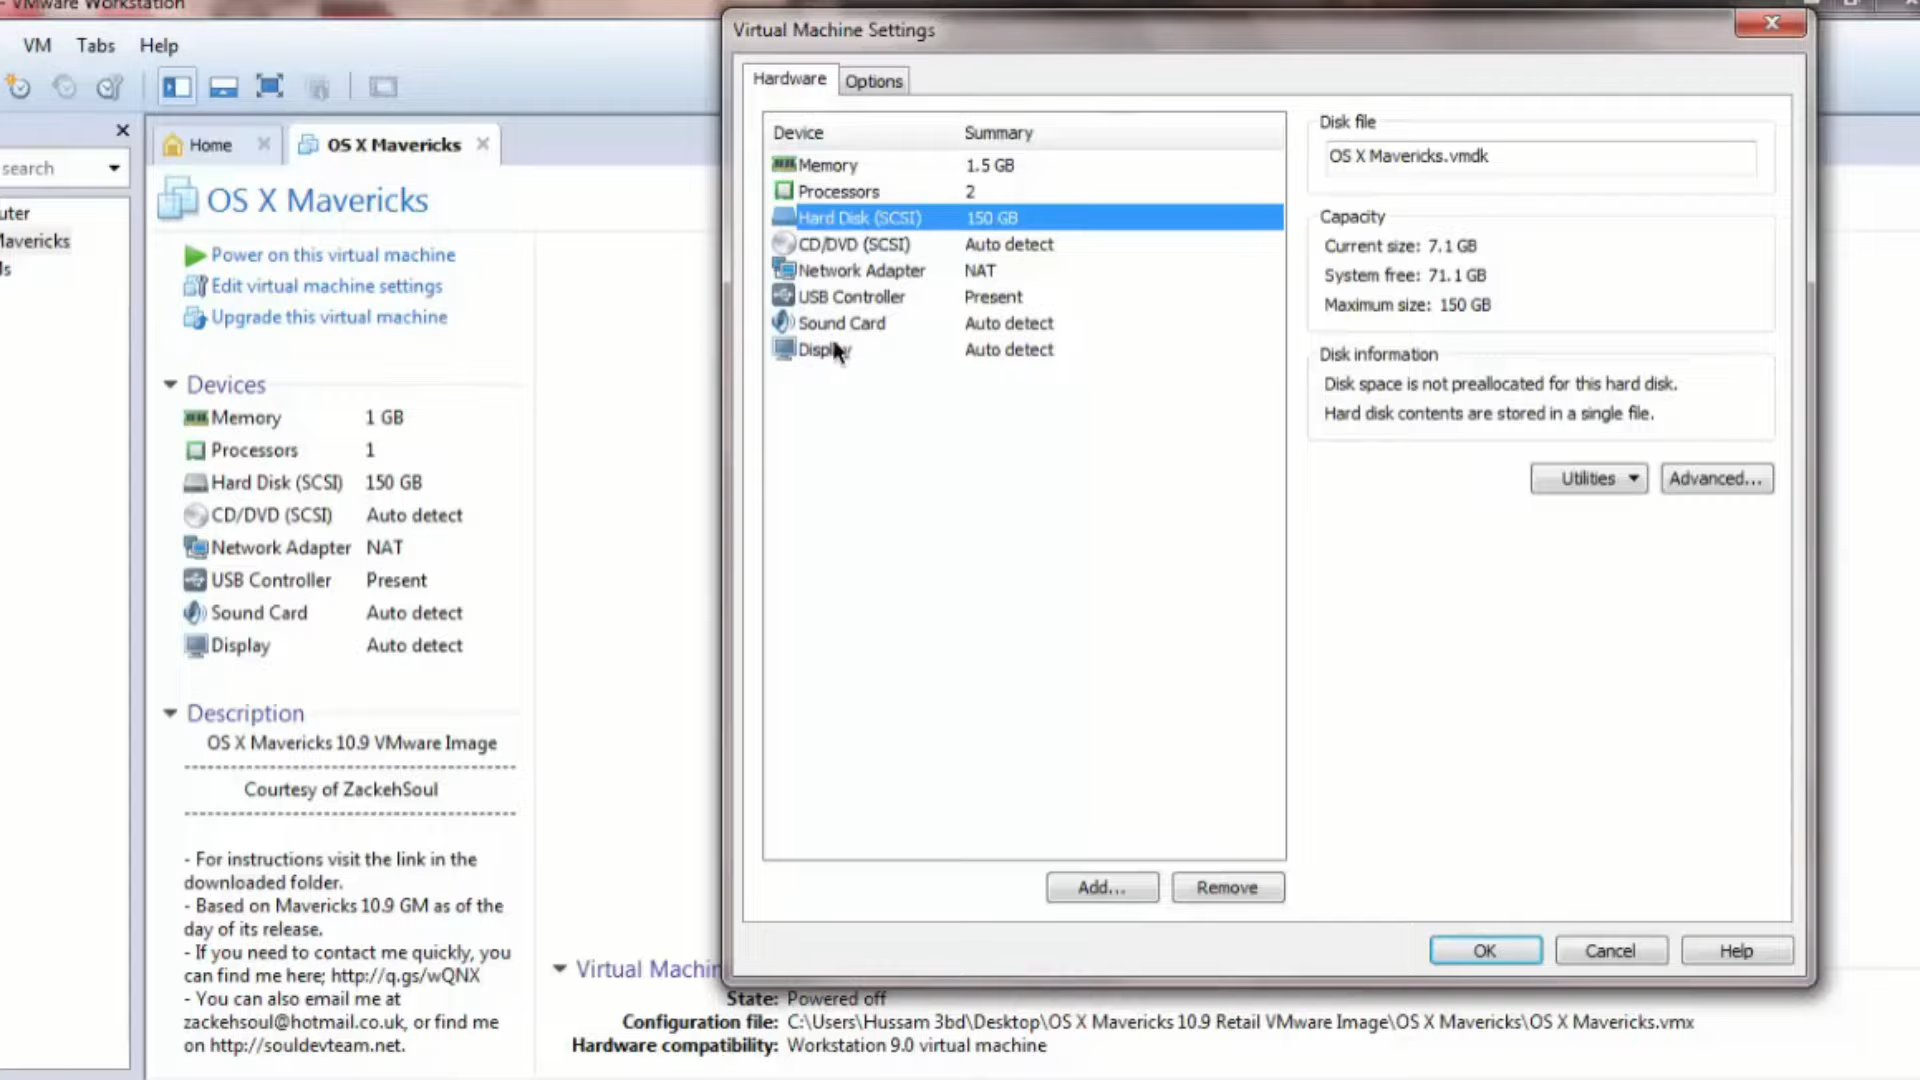 - VMware Workstation
VM Tabs Help
search
Home
OS X Mavericks
OS X Mavericks
Power on this virtual machine
Edit virtual machine settings
Upgrade this virtual machine
Devices
Memory 1 GB
Processors 1
Hard Disk (SCSI) 150 GB
CD/DVD (SCSI) Auto detect
Network Adapter NAT
USB Controller Present
Sound Card Auto detect
Display Auto detect
Description
OS X Mavericks 10.9 VMware Image
Courtesy of ZackehSoul
- For instructions visit the link in the
downloaded folder.
- Based on Mavericks 10.9 GM as of the
day of its release.
- If you need to contact me quickly, you
can find me here; http://q.gs/wQNX
- You can also email me at
zackehsoul@hotmail.co.uk, or find me
on http://souldevteam.net.
Virtual Machin
State: Powered off
Configuration file: C:\Users\Hussam 3bd\Desktop\OS X Mavericks 10.9 Retail VMware Image\OS X Mavericks\OS X Mavericks.vmx
Hardware compatibility: Workstation 9.0 virtual machine
Virtual Machine Settings
Hardware
Options
Device Summary
Memory 1.5 GB
Processors 2
Hard Disk (SCSI) 150 GB
CD/DVD (SCSI) Auto detect
Network Adapter NAT
USB Controller Present
Sound Card Auto detect
Display Auto detect
Add...
Remove
Disk file
OS X Mavericks.vmdk
Capacity
Current size: 7.1 GB
System free: 71.1 GB
Maximum size: 150 GB
Disk information
Disk space is not preallocated for this hard disk.
Hard disk contents are stored in a single file.
Utilities
Advanced...
OK
Cancel
Help